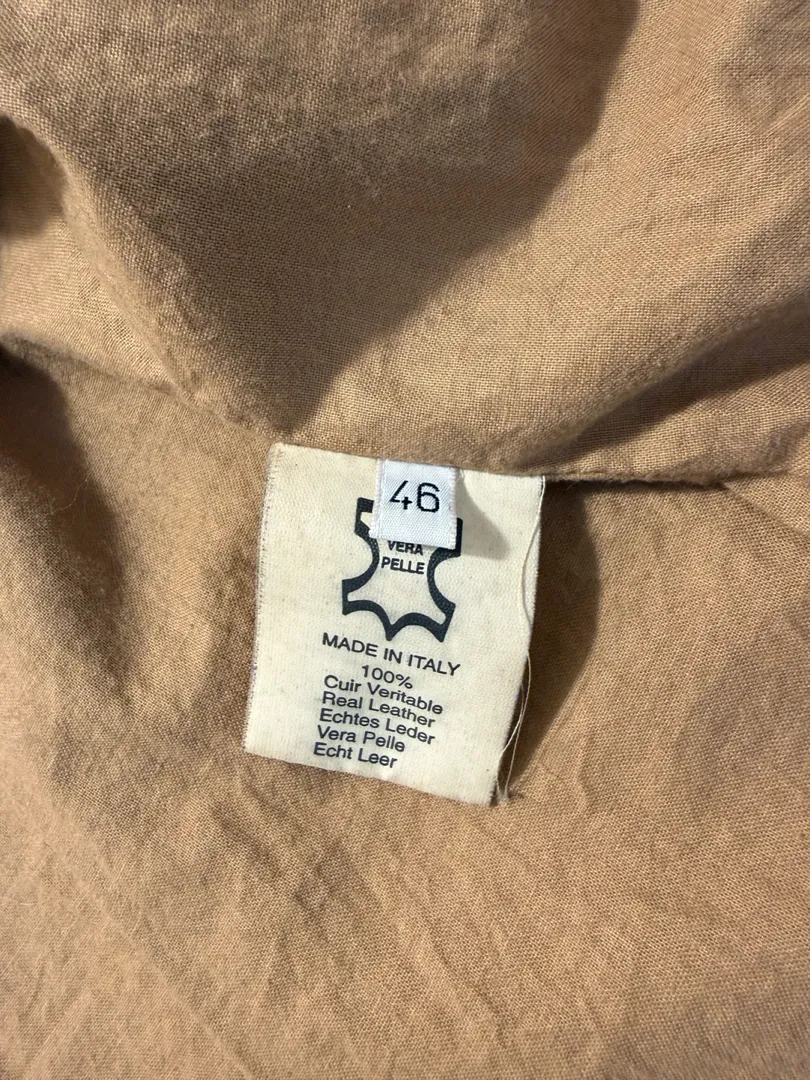 46
VERA
PELLE
MADE IN ITALY
100%
Cuir Veritable
Real Leather
Echtes Leder
Vera Pelle
Echt Leer